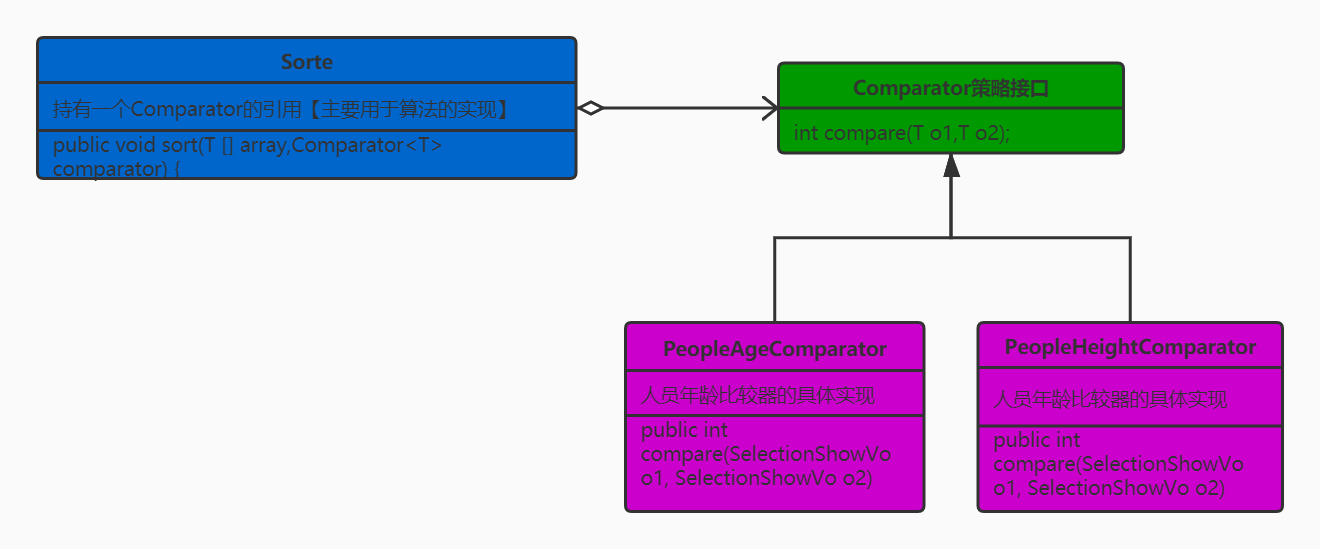 Sorte
持有一个Comparator的引用【主要用于算法的实现】
public void sort(T [] array,Comparator<T>
comparator) {
Comparator策略接口
int compare(T o1,T o2);
PeopleAgeComparator
人员年龄比较器的具体实现
public int
compare(SelectionShowVo
o1, SelectionShowVo o2)
PeopleHeightComparator
人员年龄比较器的具体实现
public int
compare(SelectionShowVo
o1, SelectionShowVo o2)